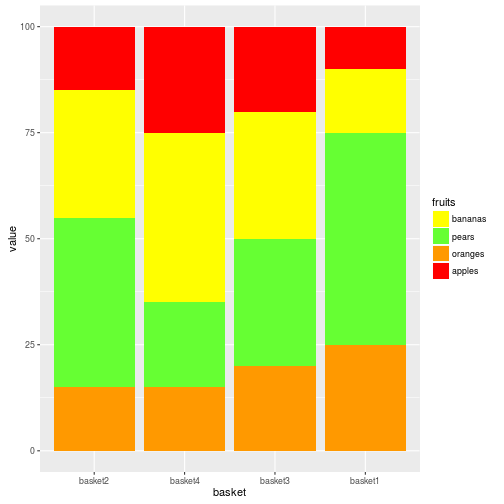 100
75
50
25
0
value
basket2 basket4 basket3 basket1
basket
fruits
bananas
pears
oranges
apples